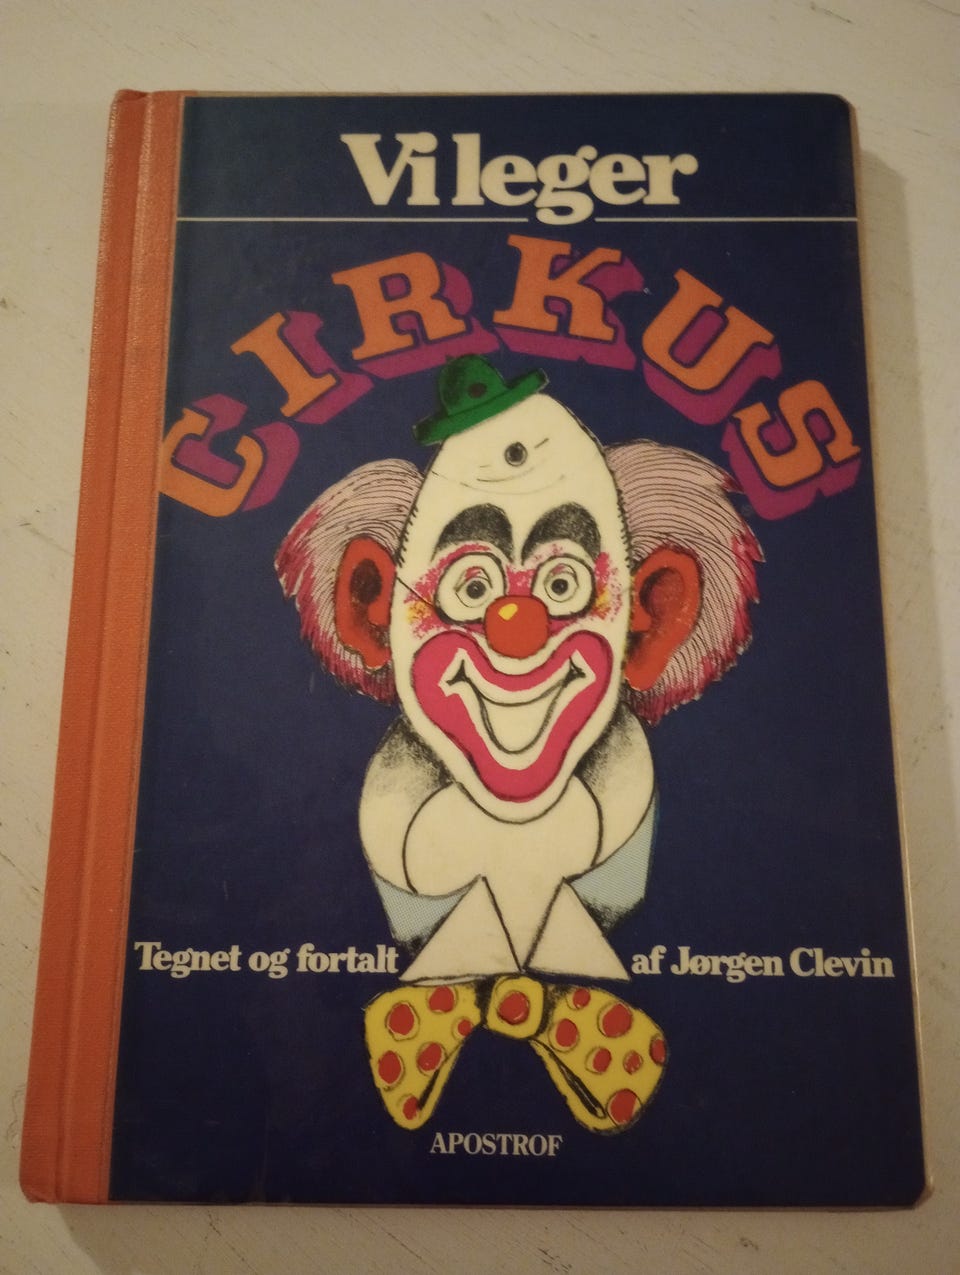 Vi leger
CIRKUS
Tegnet og fortalt af Jørgen Clevin
APOSTROF